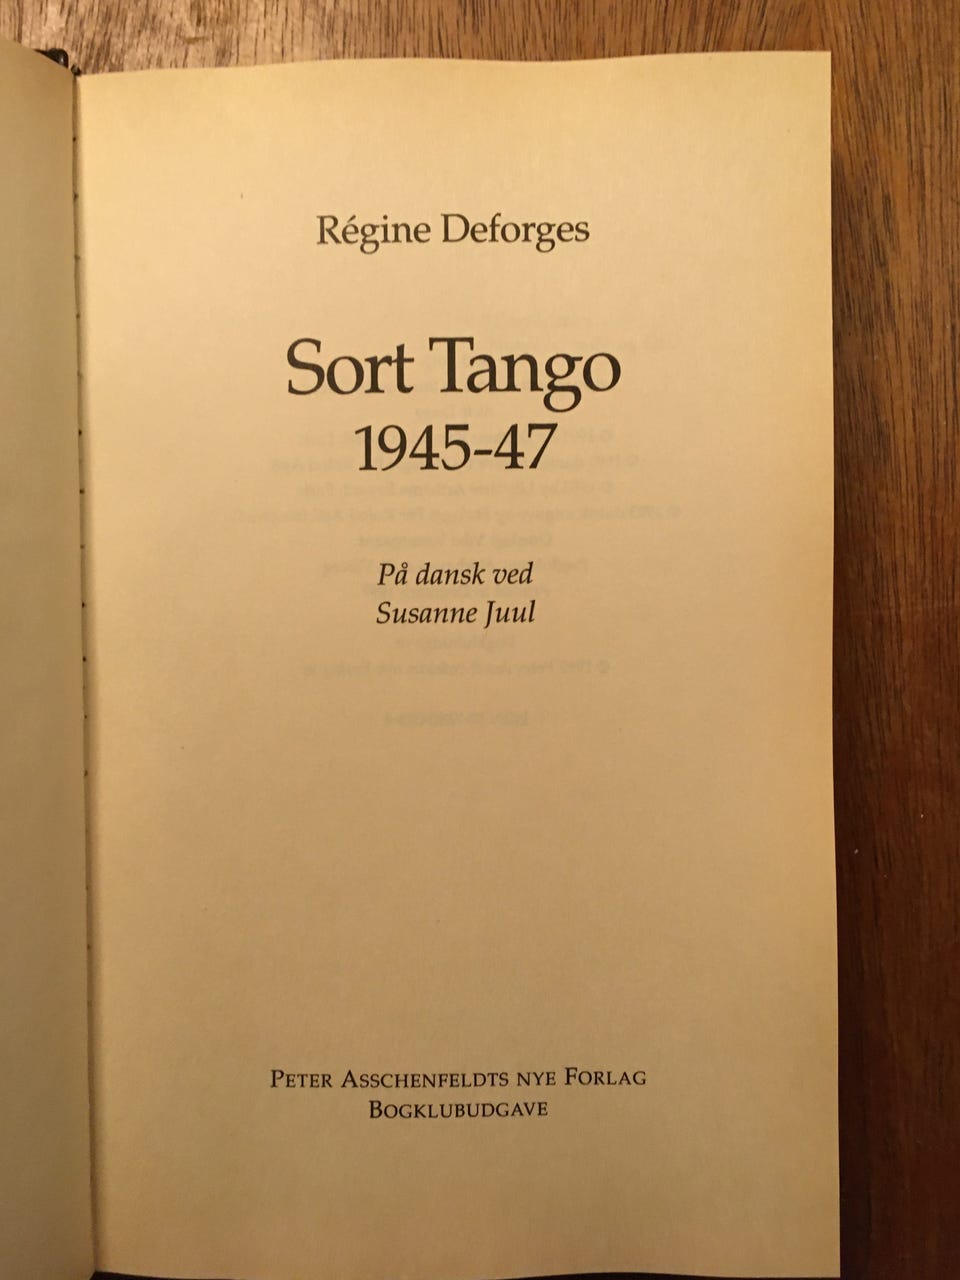 Régine Deforges
Sort Tango
1945-47
På dansk ved
Susanne Juul
PETER ASSCHENFELDTS NYE FORLAG
BOGKLUBUDGAVE